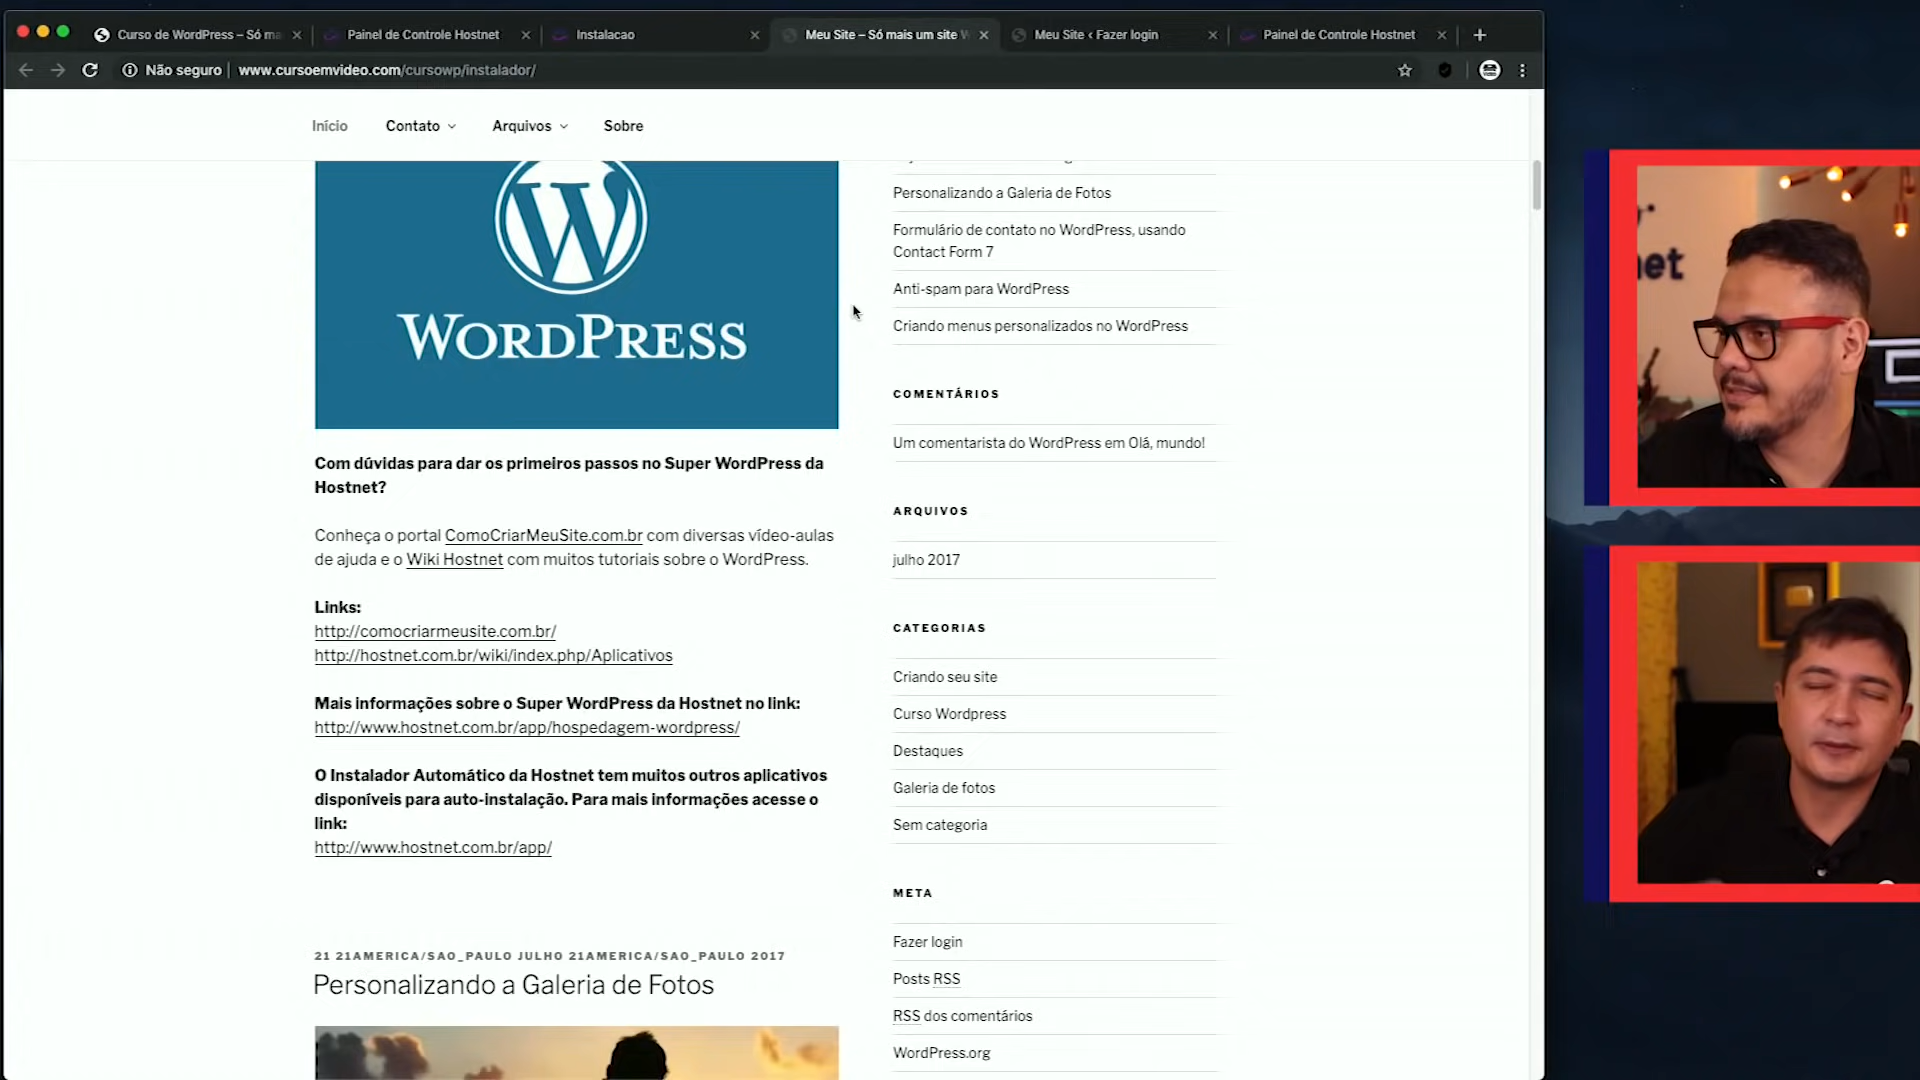 Curso de WordPress – Só ma
Painel de Controle Hostnet
Instalacao
Meu Site – Só mais um site W
Meu Site ‹ Fazer login
Painel de Controle Hostnet
Não seguro
www.cursoemvideo.com/cursowp/instalador/
Início
Contato
Arquivos
Sobre
WORDPRESS
Com dúvidas para dar os primeiros passos no Super WordPress da
Hostnet?
Conheça o portal ComoCriarMeuSite.com.br com diversas vídeo-aulas
de ajuda e o Wiki Hostnet com muitos tutoriais sobre o WordPress.
Links:
http://comocriarmeusite.com.br/
http://hostnet.com.br/wiki/index.php/Aplicativos
Mais informações sobre o Super WordPress da Hostnet no link:
http://www.hostnet.com.br/app/hospedagem-wordpress/
O Instalador Automático da Hostnet tem muitos outros aplicativos
disponíveis para auto-instalação. Para mais informações acesse o
link:
http://www.hostnet.com.br/app/
21 21AMERICA/SAO_PAULO JULHO 21AMERICA/SAO_PAULO 2017
Personalizando a Galeria de Fotos
Personalizando a Galeria de Fotos
Formulário de contato no WordPress, usando
Contact Form 7
Anti-spam para WordPress
Criando menus personalizados no WordPress
COMENTÁRIOS
Um comentarista do WordPress em Olá, mundo!
ARQUIVOS
julho 2017
CATEGORIAS
Criando seu site
Curso Wordpress
Destaques
Galeria de fotos
Sem categoria
META
Fazer login
Posts RSS
RSS dos comentários
WordPress.org
net